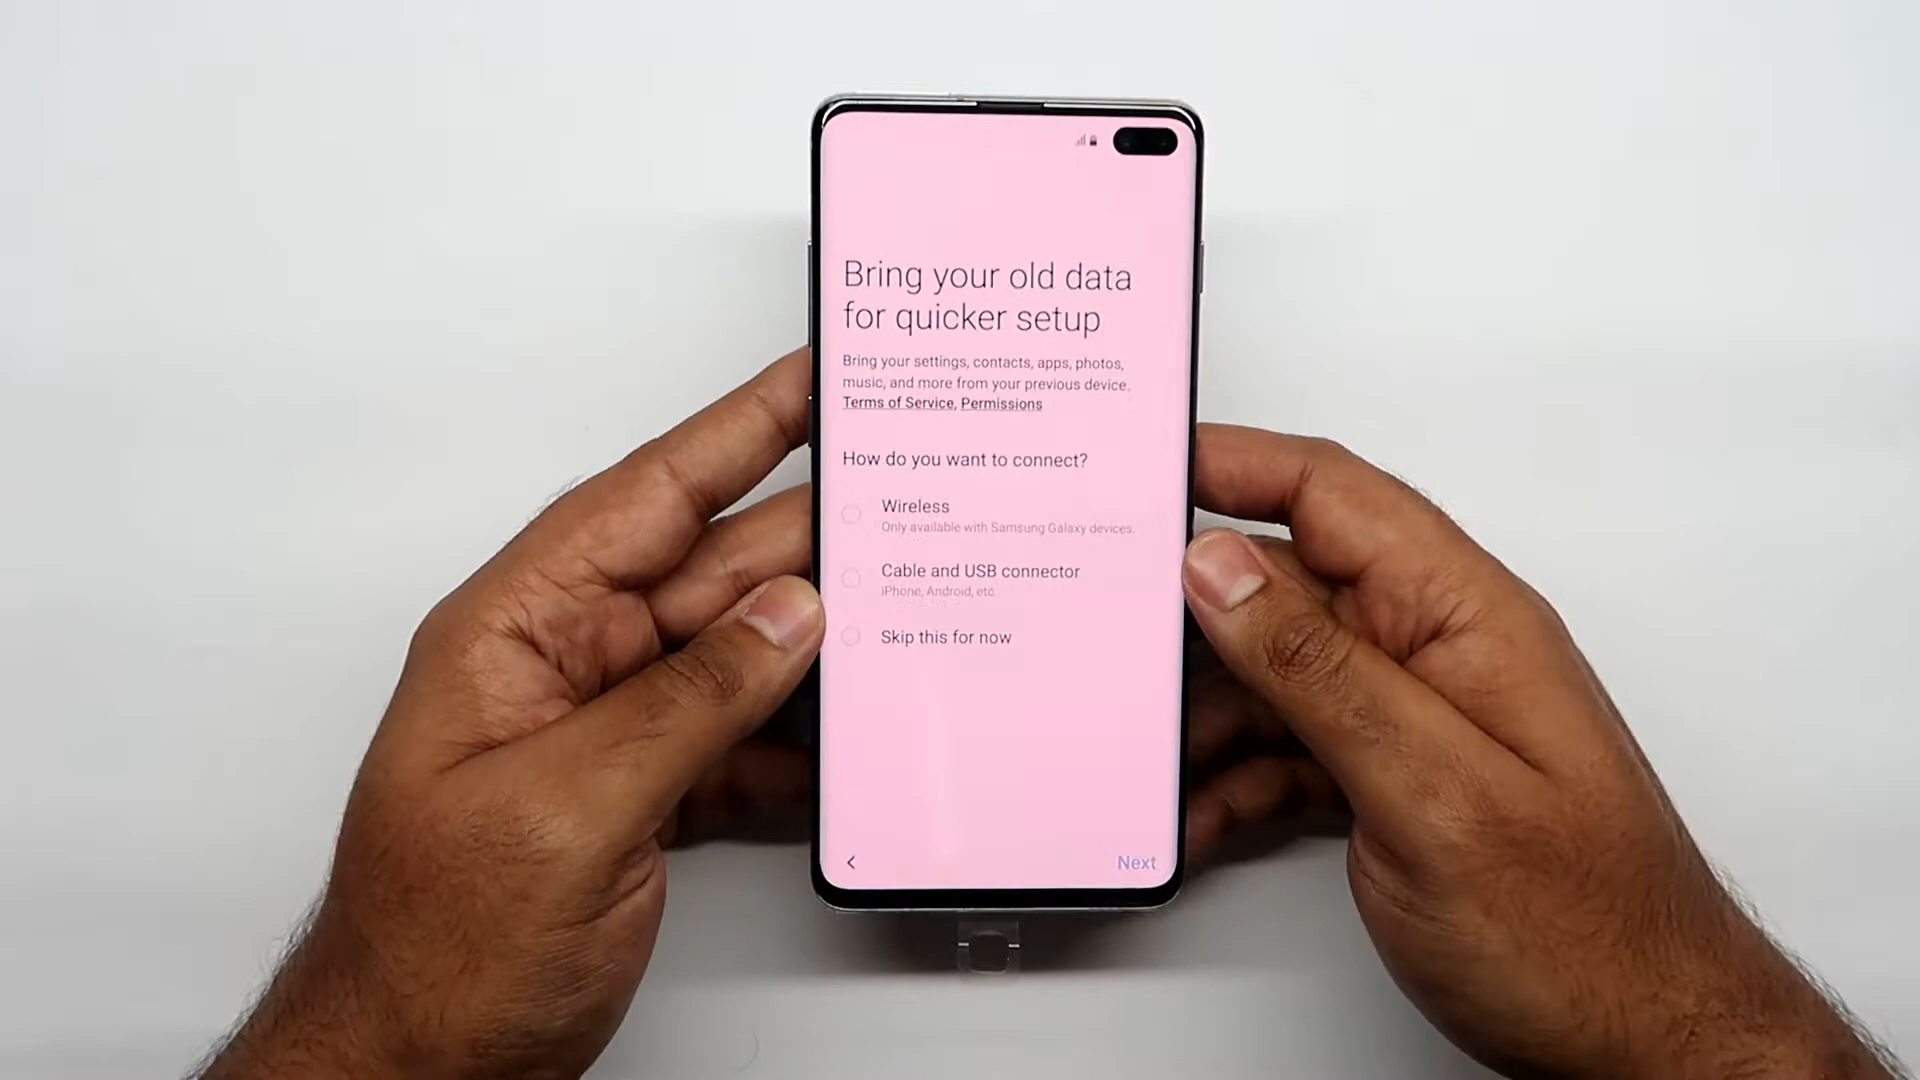 Bring your old data
for quicker setup
Bring your settings, contacts, apps, photos,
music, and more from your previous device.
Terms of Service, Permissions
How do you want to connect?
Wireless
Only available with Samsung Galaxy devices.
Cable and USB connector
iPhone, Android, etc.
Skip this for now
Next